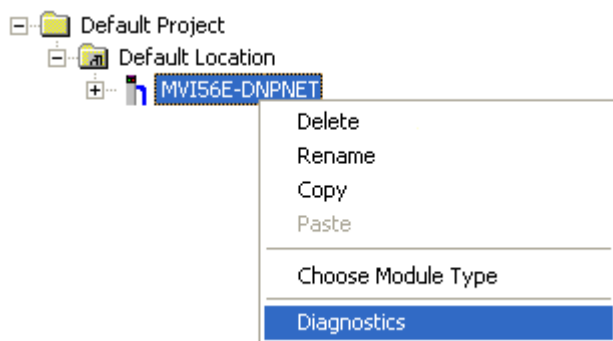 Default Project
Default Location
MVI56E-DNPNET
Delete
Rename
Copy
Paste
Choose Module Type
Diagnostics